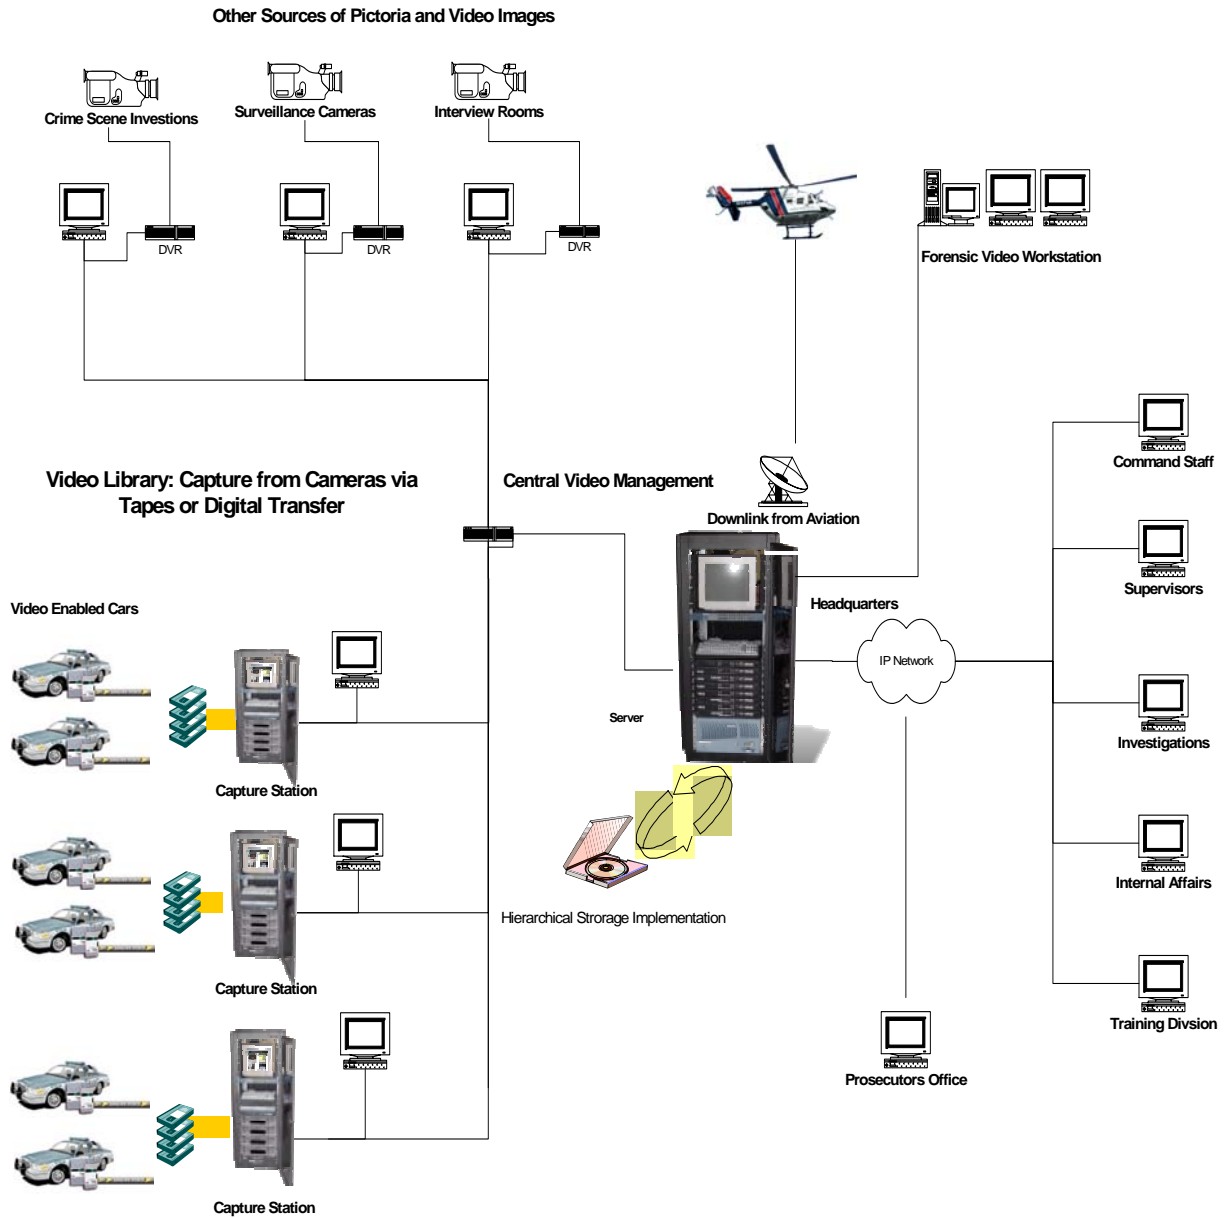 Other Sources of Pictoria and Video Images
Crime Scene Investions
Surveillance Cameras
Interview Rooms
DVR
DVR
DVR
Forensic Video Workstation
Video Library: Capture from Cameras via
Tapes or Digital Transfer
Central Video Management
Downlink from Aviation
Command Staff
Supervisors
Video Enabled Cars
Headquarters
IP Network
Server
Investigations
Capture Station
Hierarchical Strorage Implementation
Internal Affairs
Capture Station
Training Divsion
Prosecutors Office
Capture Station